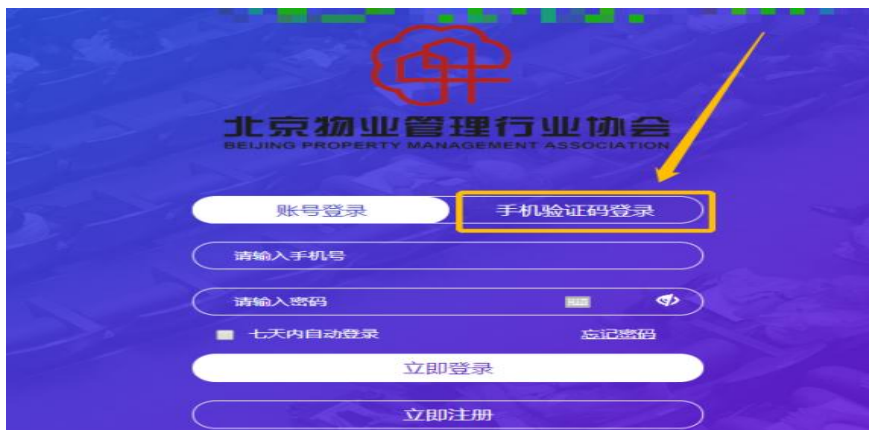 北京物业管理行业协会
BEIJING PROPERTY MANAGEMENT ASSOCIATION
账号登录 手机验证码登录
请输入手机号
请输入密码
七天内自动登录 忘记密码
立即登录
立即注册